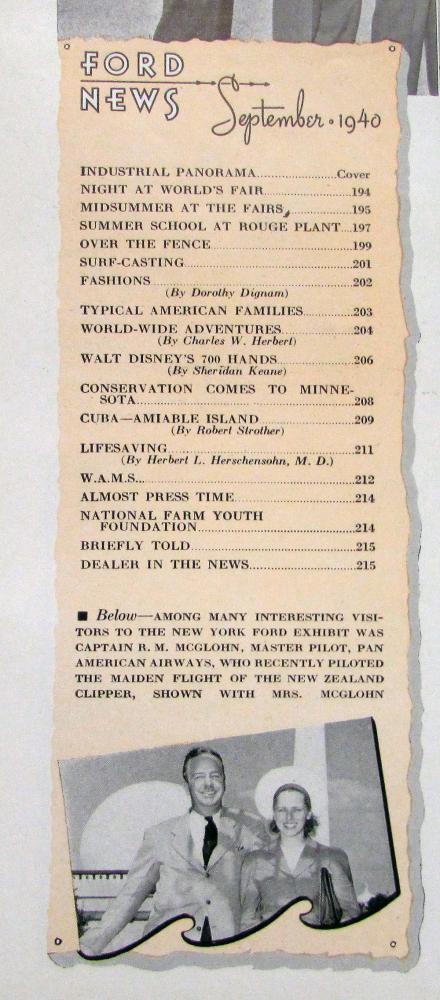 FORD
NEWS
September • 1940
INDUSTRIAL PANORAMA....................Cover
NIGHT AT WORLD'S FAIR....................194
MIDSUMMER AT THE FAIRS....................195
SUMMER SCHOOL AT ROUGE PLANT...197
OVER THE FENCE....................199
SURF-CASTING....................201
FASHIONS....................202
(By Dorothy Dignam)
TYPICAL AMERICAN FAMILIES....................203
WORLD-WIDE ADVENTURES....................204
(By Charles W. Herbert)
WALT DISNEY'S 700 HANDS....................206
(By Sheridan Keane)
CONSERVATION COMES TO MINNE-
SOTA....................208
CUBA—AMIABLE ISLAND....................209
(By Robert Strother)
LIFESAVING....................211
(By Herbert L. Herschensohn, M. D.)
W.A.M.S....................212
ALMOST PRESS TIME....................214
NATIONAL FARM YOUTH
FOUNDATION....................214
BRIEFLY TOLD....................215
DEALER IN THE NEWS....................215
■ Below—AMONG MANY INTERESTING VISI-
TORS TO THE NEW YORK FORD EXHIBIT WAS
CAPTAIN R. M. MCGLOHN, MASTER PILOT, PAN
AMERICAN AIRWAYS, WHO RECENTLY PILOTED
THE MAIDEN FLIGHT OF THE NEW ZEALAND
CLIPPER, SHOWN WITH MRS. MCGLOHN